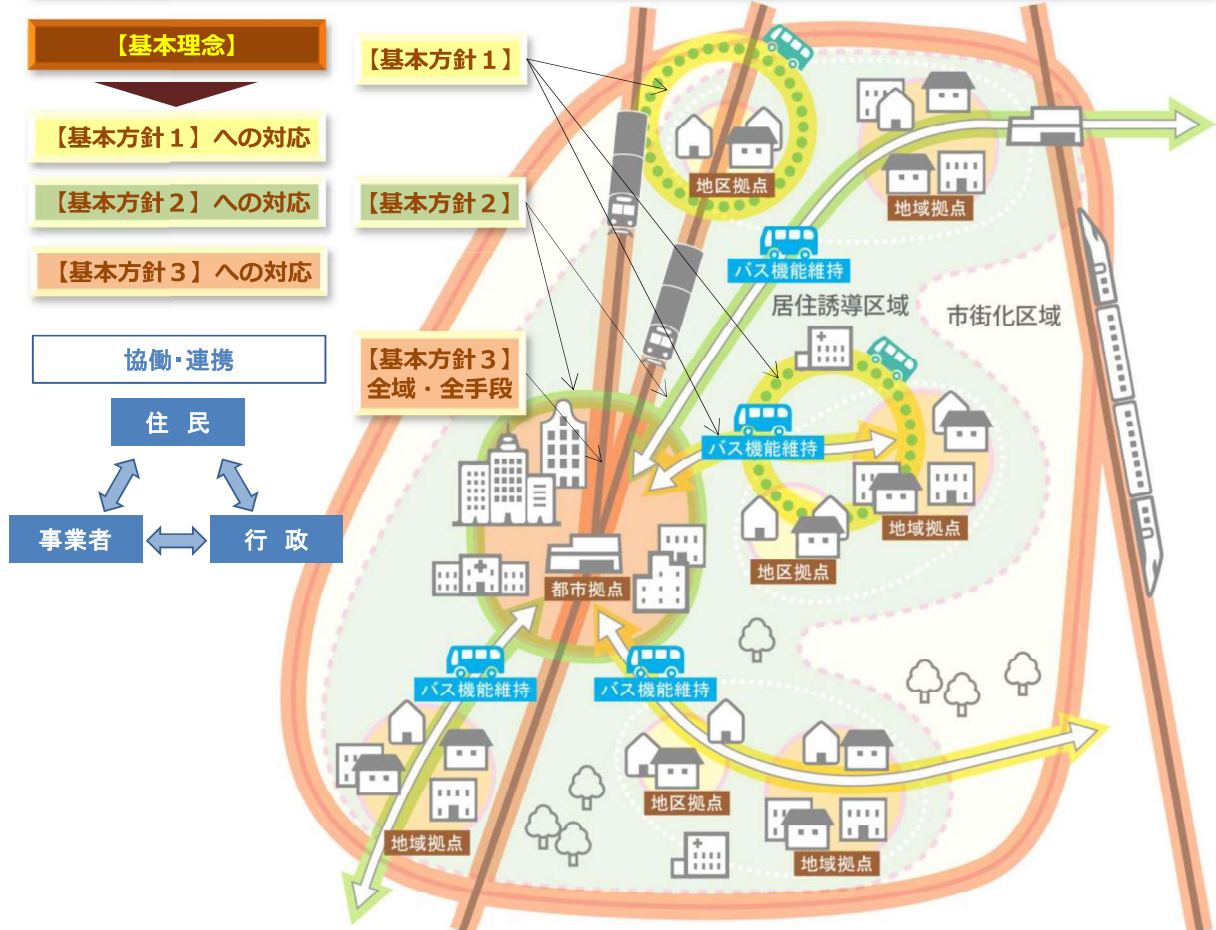 【基本理念】
【基本方針１】への対応
【基本方針２】への対応
【基本方針３】への対応
協働・連携
住 民
事業者
行 政
【基本方針１】
【基本方針２】
【基本方針３】
全域・全手段
地区拠点
地域拠点
バス機能維持
居住誘導区域
市街化区域
バス機能維持
地域拠点
地区拠点
都市拠点
バス機能維持
バス機能維持
地区拠点
地域拠点
地域拠点